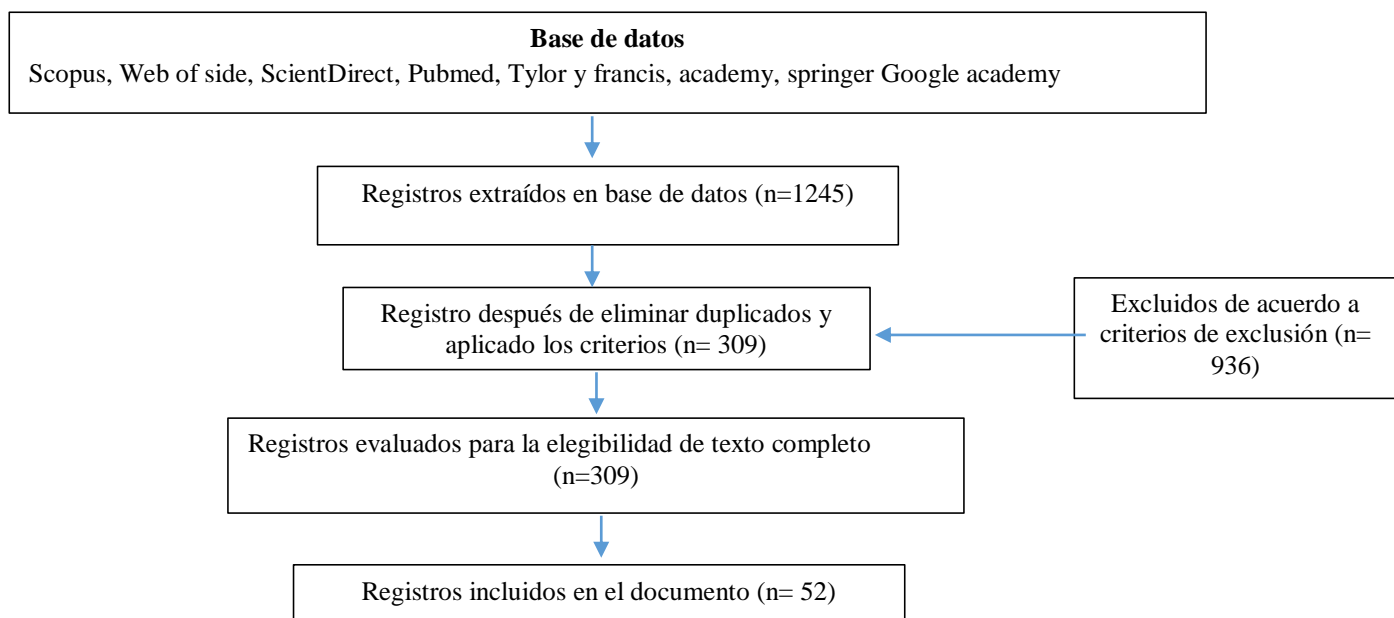 Base de datos
Scopus, Web of side, ScientDirect, Pubmed, Tylor y francis, academy, springer Google academy
Registros extraídos en base de datos (n=1245)
Registro después de eliminar duplicados y
aplicado los criterios (n= 309)
Excluidos de acuerdo a
criterios de exclusión (n=
936)
Registros evaluados para la elegibilidad de texto completo
(n=309)
Registros incluidos en el documento (n= 52)